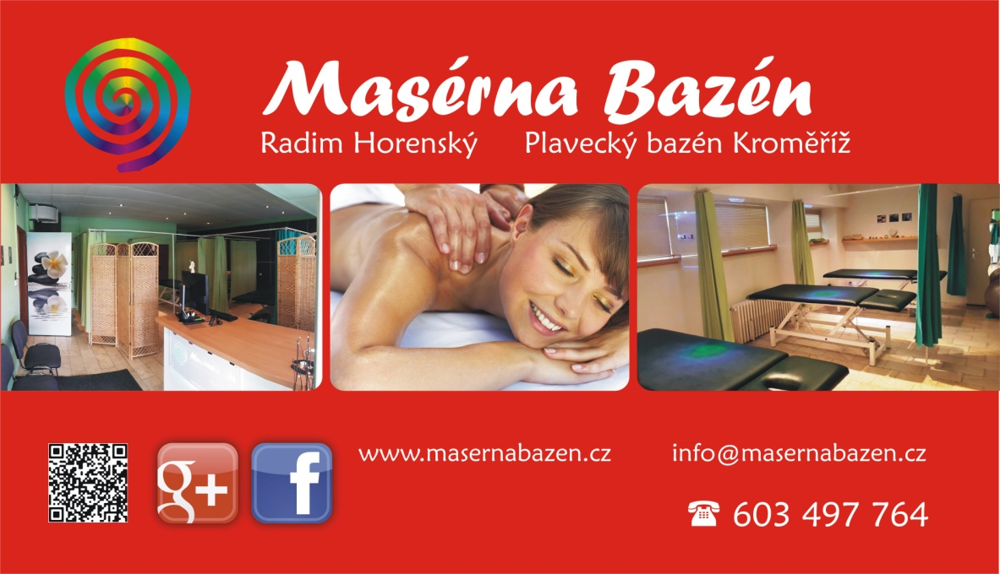 Masérna Bazén
Radim Horenský Plavecký bazén Kroměříž
g+ f www.masernabazen.cz info@masernabazen.cz
603 497 764